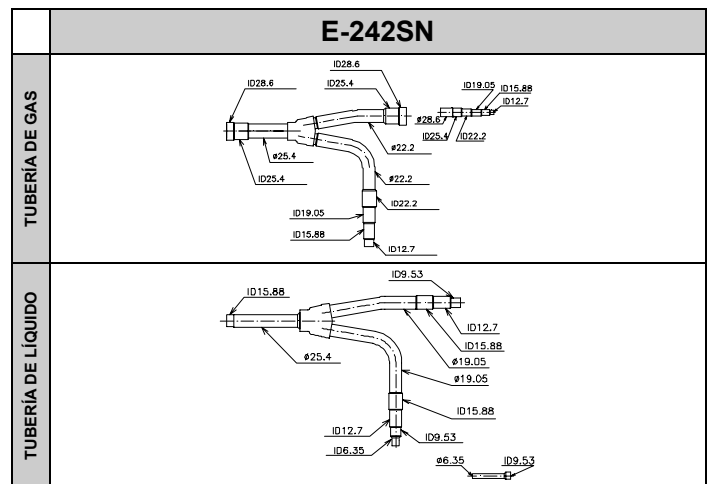 E-242SN
TUBERÍA DE GAS
ID28.6
ID28.6
ID25.4
ID19.05
ID15.88
ID12.7
ø28.6
ID25.4
ID22.2
ø22.2
ø25.4
ID25.4
ø22.2
ID22.2
ID19.05
ID15.88
ID12.7
TUBERÍA DE LÍQUIDO
ID9.53
ID15.88
ID12.7
ID15.88
ø19.05
ø25.4
ø19.05
ID15.88
ID12.7
ID9.53
ID6.35
ø6.35
ID9.53